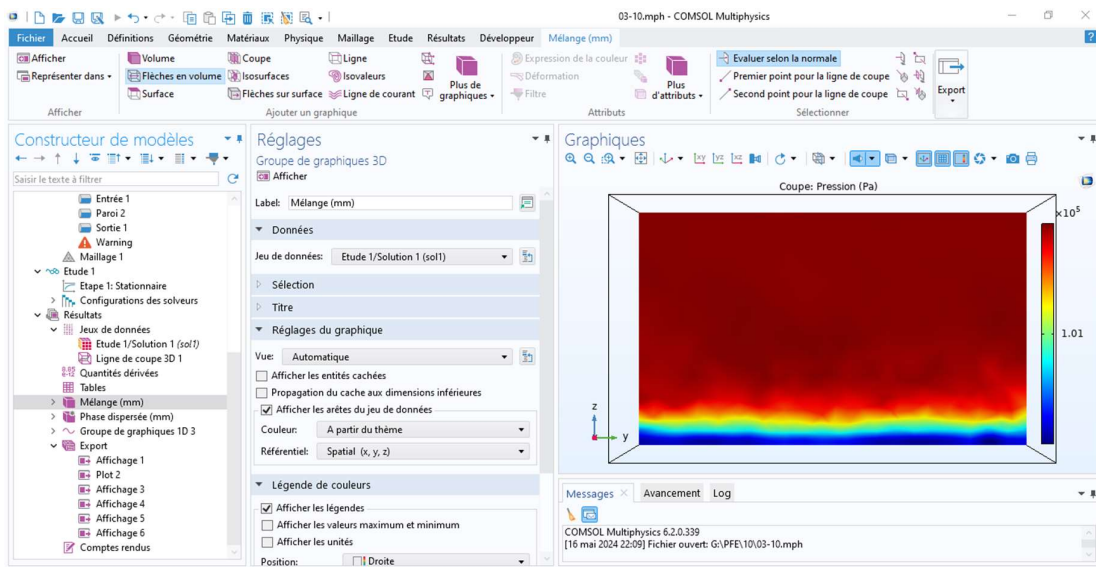 03-10.mph - COMSOL Multiphysics
Fichier Accueil Définitions Géométrie Matériaux Physique Maillage Etude Résultats Développeur Mélange (mm)
Afficher
Représenter dans
Afficher
Volume Coupe Ligne
Flèches en volume Isosurfaces Isovaleurs
Surface Flèches sur surface Ligne de courant
Plus de
graphiques
Ajouter un graphique
Expression de la couleur
Déformation
Filtre
Plus
d'attributs
Attributs
Evaluer selon la normale
Premier point pour la ligne de coupe
Second point pour la ligne de coupe
Sélectionner
Export
Constructeur de modèles
Saisir le texte à filtrer
Entrée 1
Paroi 2
Sortie 1
Warning
Maillage 1
Etude 1
Etape 1: Stationnaire
Configurations des solveurs
Résultats
Jeux de données
Etude 1/Solution 1 (sol1)
Ligne de coupe 3D 1
Quantités dérivées
Tables
Mélange (mm)
Phase dispersée (mm)
Groupe de graphiques 1D 3
Export
Affichage 1
Plot 2
Affichage 3
Affichage 4
Affichage 5
Affichage 6
Comptes rendus
Réglages
Groupe de graphiques 3D
Afficher
Label: Mélange (mm)
Données
Jeu de données: Etude 1/Solution 1 (sol1)
Sélection
Titre
Réglages du graphique
Vue: Automatique
Afficher les entités cachées
Propagation du cache aux dimensions inférieures
Afficher les arêtes du jeu de données
Couleur: A partir du thème
Référentiel: Spatial (x, y, z)
Légende de couleurs
Afficher les légendes
Afficher les valeurs maximum et minimum
Afficher les unités
Position: Droite
Graphiques
Coupe: Pression (Pa)
×10⁵
1.01
z
y
Messages Avancement Log
COMSOL Multiphysics 6.2.0.339
[16 mai 2024 22:09] Fichier ouvert: G:\PFE\10\03-10.mph